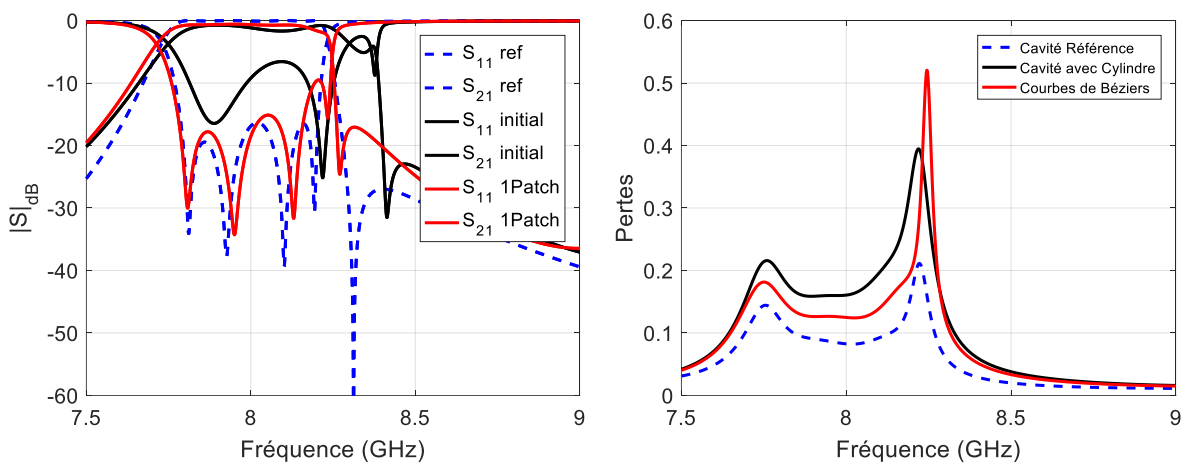 0
-10
-20
-30
-40
-50
-60
|S|dB
7.5
8
8.5
9
Fréquence (GHz)
S11 ref
S21 ref
S11 initial
S21 initial
S11 1Patch
S21 1Patch
0.6
0.5
0.4
0.3
0.2
0.1
0
Pertes
7.5
8
8.5
9
Fréquence (GHz)
Cavité Référence
Cavité avec Cylindre
Courbes de Béziers